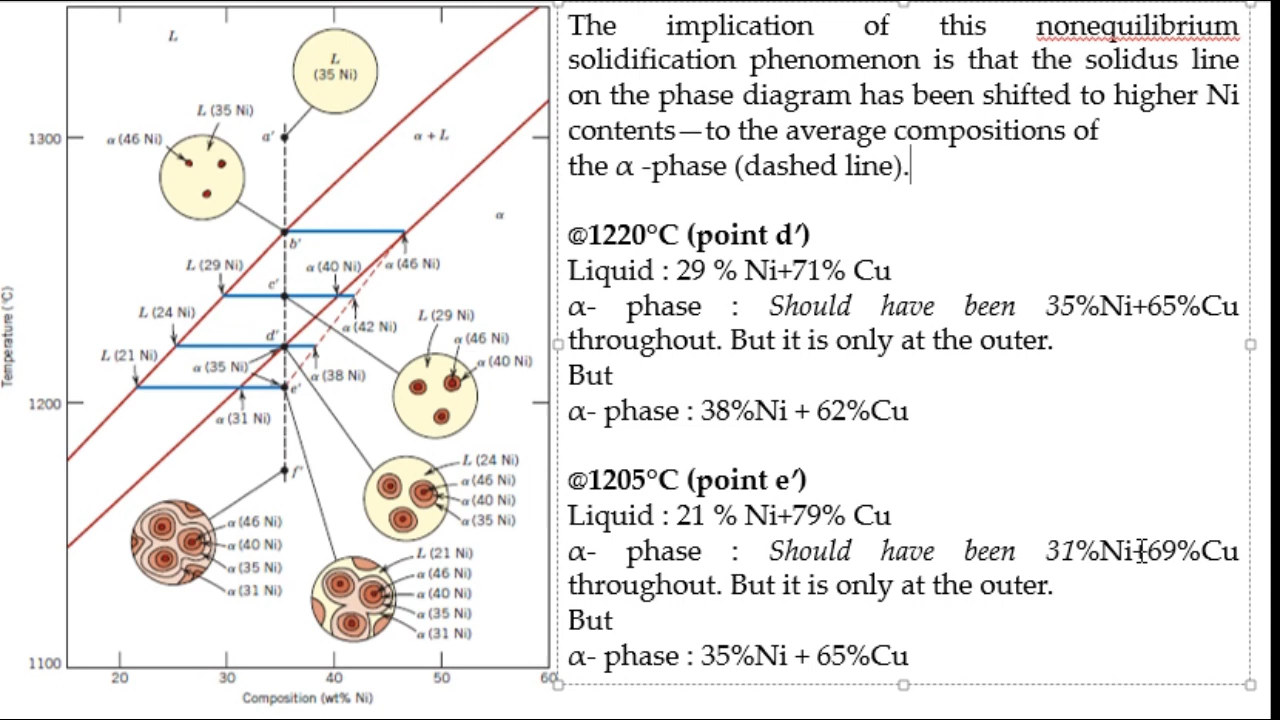 L
L
(35 Ni)
L (35 Ni)
α (46 Ni)
a′
α + L
α
1300
b′
L (29 Ni)
α (40 Ni)
α (46 Ni)
c′
L (24 Ni)
α (42 Ni)
L (29 Ni)
d′
α (46 Ni)
L (21 Ni)
α (40 Ni)
α (35 Ni)
α (38 Ni)
e′
1200
α (31 Ni)
L (24 Ni)
f′
α (46 Ni)
α (40 Ni)
α (35 Ni)
α (46 Ni)
α (40 Ni)
α (35 Ni)
α (31 Ni)
L (21 Ni)
α (46 Ni)
α (40 Ni)
α (35 Ni)
α (31 Ni)
1100
20
30
40
50
60
Temperature (°C)
Composition (wt% Ni)
The implication of this nonequilibrium
solidification phenomenon is that the solidus line
on the phase diagram has been shifted to higher Ni
contents—to the average compositions of
the α -phase (dashed line).
@1220°C (point d′)
Liquid : 29 % Ni+71% Cu
α- phase : Should have been 35%Ni+65%Cu
throughout. But it is only at the outer.
But
α- phase : 38%Ni + 62%Cu
@1205°C (point e′)
Liquid : 21 % Ni+79% Cu
α- phase : Should have been 31%Ni+69%Cu
throughout. But it is only at the outer.
But
α- phase : 35%Ni + 65%Cu